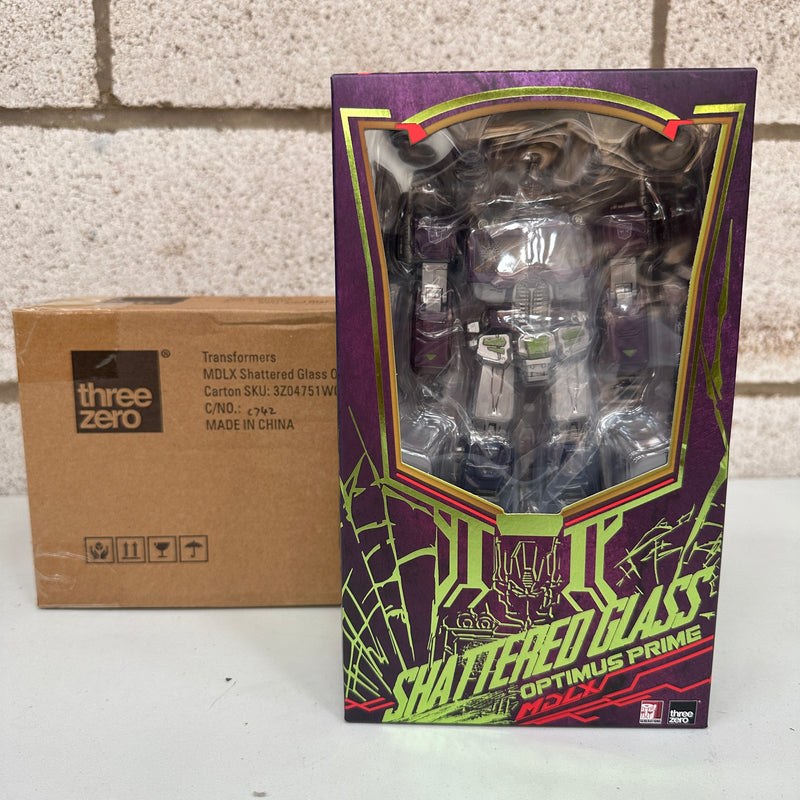 three
zero
®
Transformers
MDLX Shattered Glass O
Carton SKU: 3Z04751W0
C/NO.: C742
MADE IN CHINA
SHATTERED GLASS
OPTIMUS PRIME
MDLX
three
zero